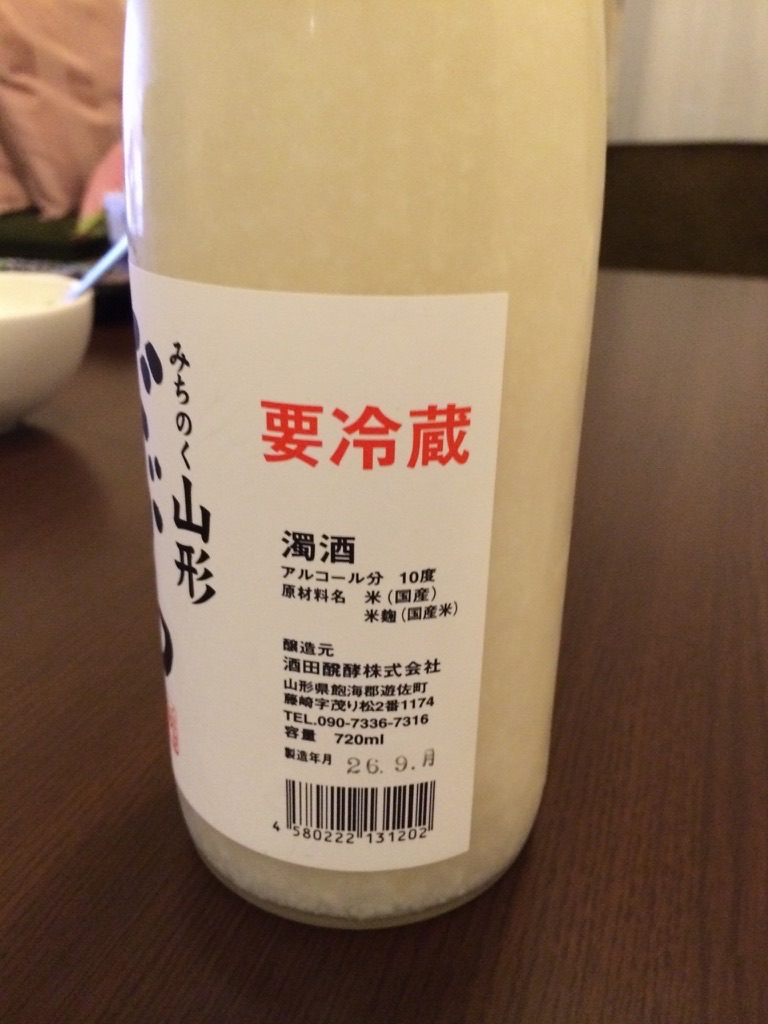 みちのく山形
要冷蔵
濁酒
アルコール分 10度
原材料名 米(国産)
米麹(国産米)
醸造元
酒田醗酵株式会社
山形県飽海郡遊佐町
藤崎字茂り松2番1174
TEL.090-7336-7316
容量 720ml
製造年月 26.9.月
4 580222 131202